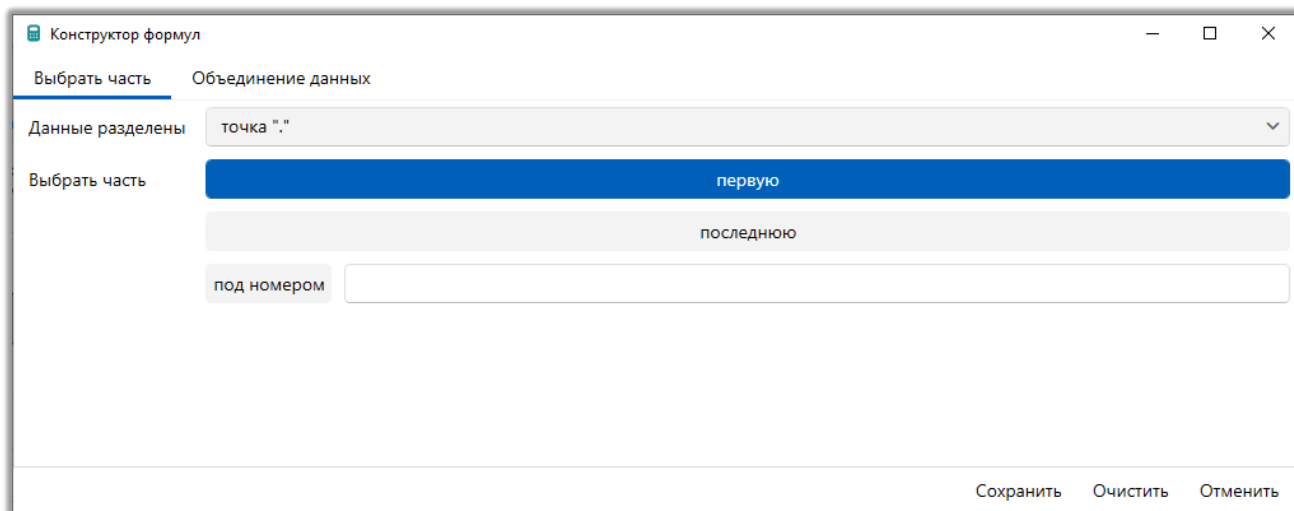 Конструктор формул
Выбрать часть Объединение данных
Данные разделены точка "."
Выбрать часть первую
последнюю
под номером
Сохранить Очистить Отменить